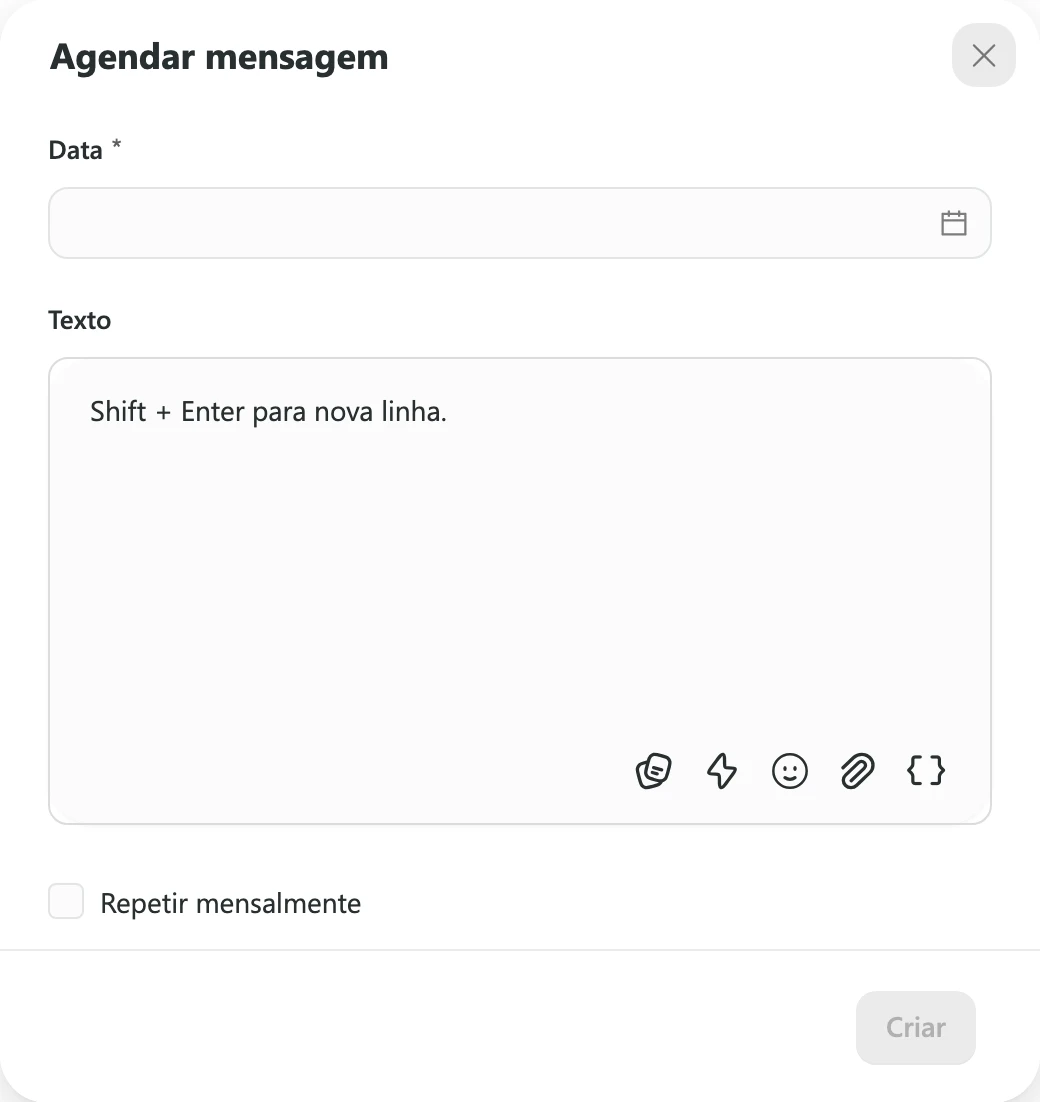 Agendar mensagem
Data *
Texto
Shift + Enter para nova linha.
Repetir mensalmente
Criar